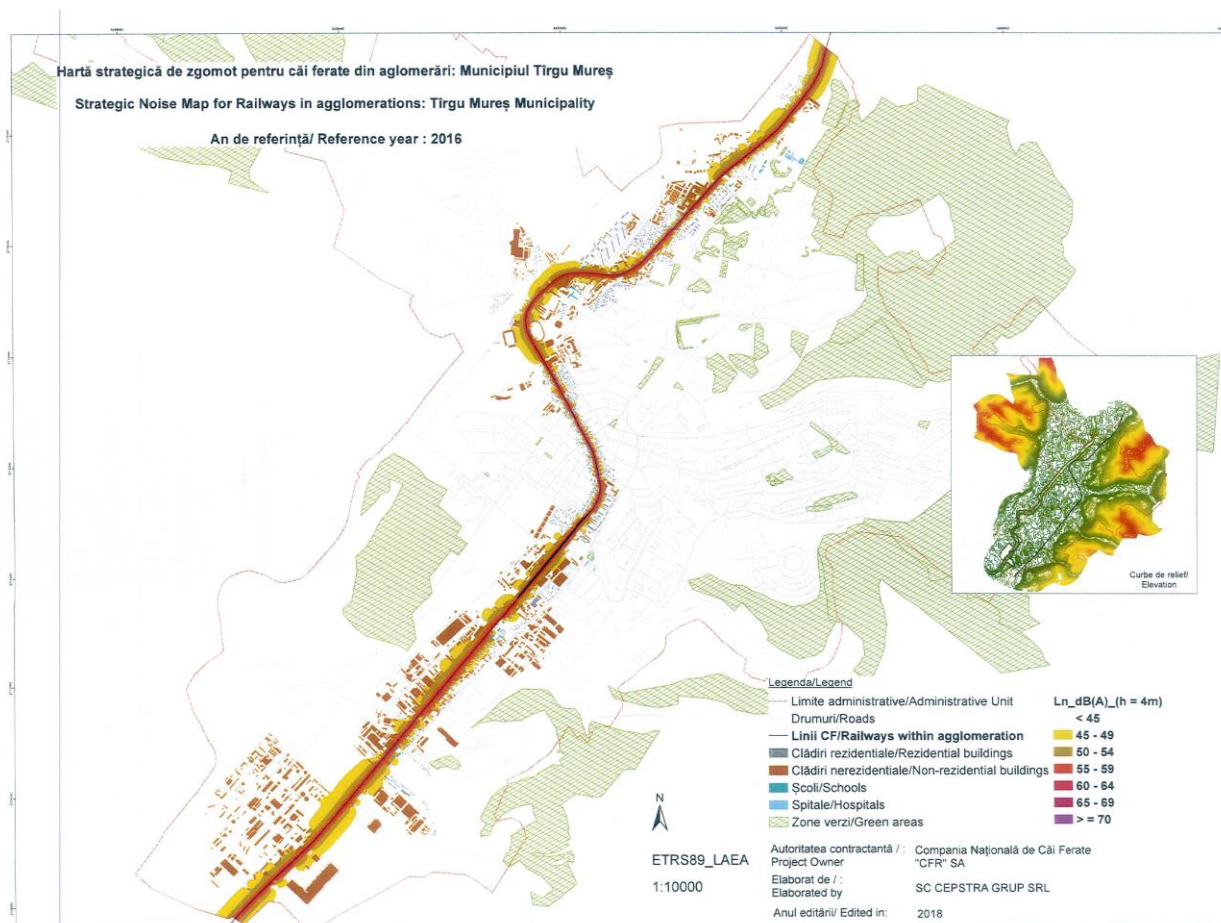 Hartă strategică de zgomot pentru căi ferate din aglomerări: Municipiul Tîrgu Mureș
Strategic Noise Map for Railways in agglomerations: Tîrgu Mureș Municipality
An de referință/ Reference year : 2016
Curbe de relief/
Elevation
Legenda/Legend
Limite administrative/Administrative Unit
Drumuri/Roads
Linii CF/Railways within agglomeration
Clădiri rezidentiale/Rezidential buildings
Clădiri nerezidentiale/Non-rezidential buildings
Școli/Schools
Spitale/Hospitals
Zone verzi/Green areas
Ln_dB(A)_(h = 4m)
< 45
45 - 49
50 - 54
55 - 59
60 - 64
65 - 69
> = 70
N
ETRS89_LAEA
1:10000
Autoritatea contractantă / : Compania Națională de Căi Ferate
Project Owner "CFR" SA
Elaborat de / :
Elaborated by SC CEPSTRA GRUP SRL
Anul editării/ Edited in: 2018